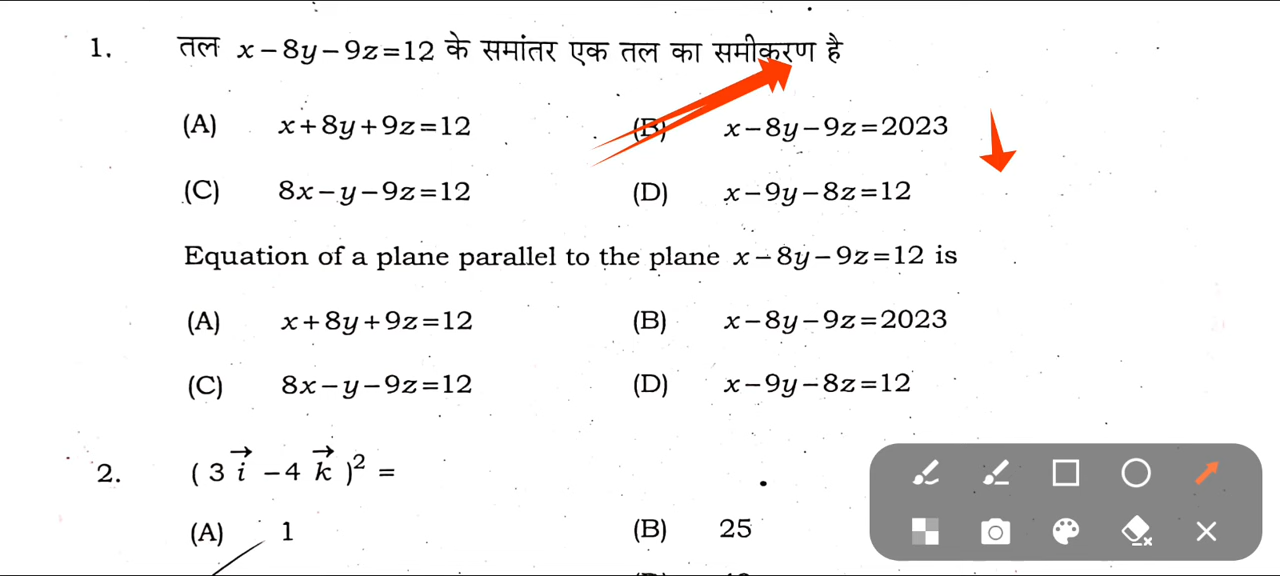 1. तल x−8y−9z=12 के समांतर एक तल का समीकरण है
(A) x+8y+9z=12 (B) x−8y−9z=2023
(C) 8x−y−9z=12 (D) x−9y−8z=12
Equation of a plane parallel to the plane x−8y−9z=12 is
(A) x+8y+9z=12 (B) x−8y−9z=2023
(C) 8x−y−9z=12 (D) x−9y−8z=12
2. (3 i⃗ −4 k⃗ )² =
(A) 1 (B) 25